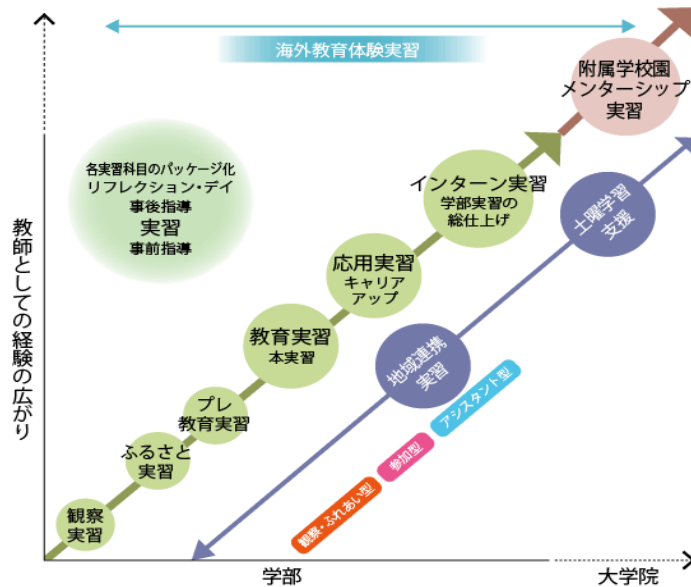 海外教育体験実習
附属学校園
メンターシップ
実習
各実習科目のパッケージ化
リフレクション・デイ
事後指導
実習
事前指導
インターン実習
学部実習の
総仕上げ
土曜学習
支援
応用実習
キャリア
アップ
教育実習
本実習
地域連携
実習
プレ
教育実習
ふるさと
実習
観察
実習
アシスタント型
参加型
観察・ふれあい型
教師としての経験の広がり
学部
大学院